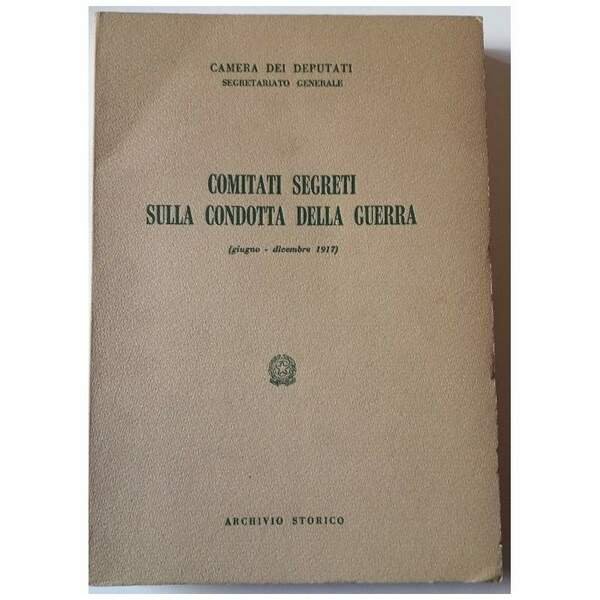 CAMERA DEI DEPUTATI
SEGRETARIATO GENERALE
COMITATI SEGRETI
SULLA CONDOTTA DELLA GUERRA
(giugno - dicembre 1917)
ARCHIVIO STORICO